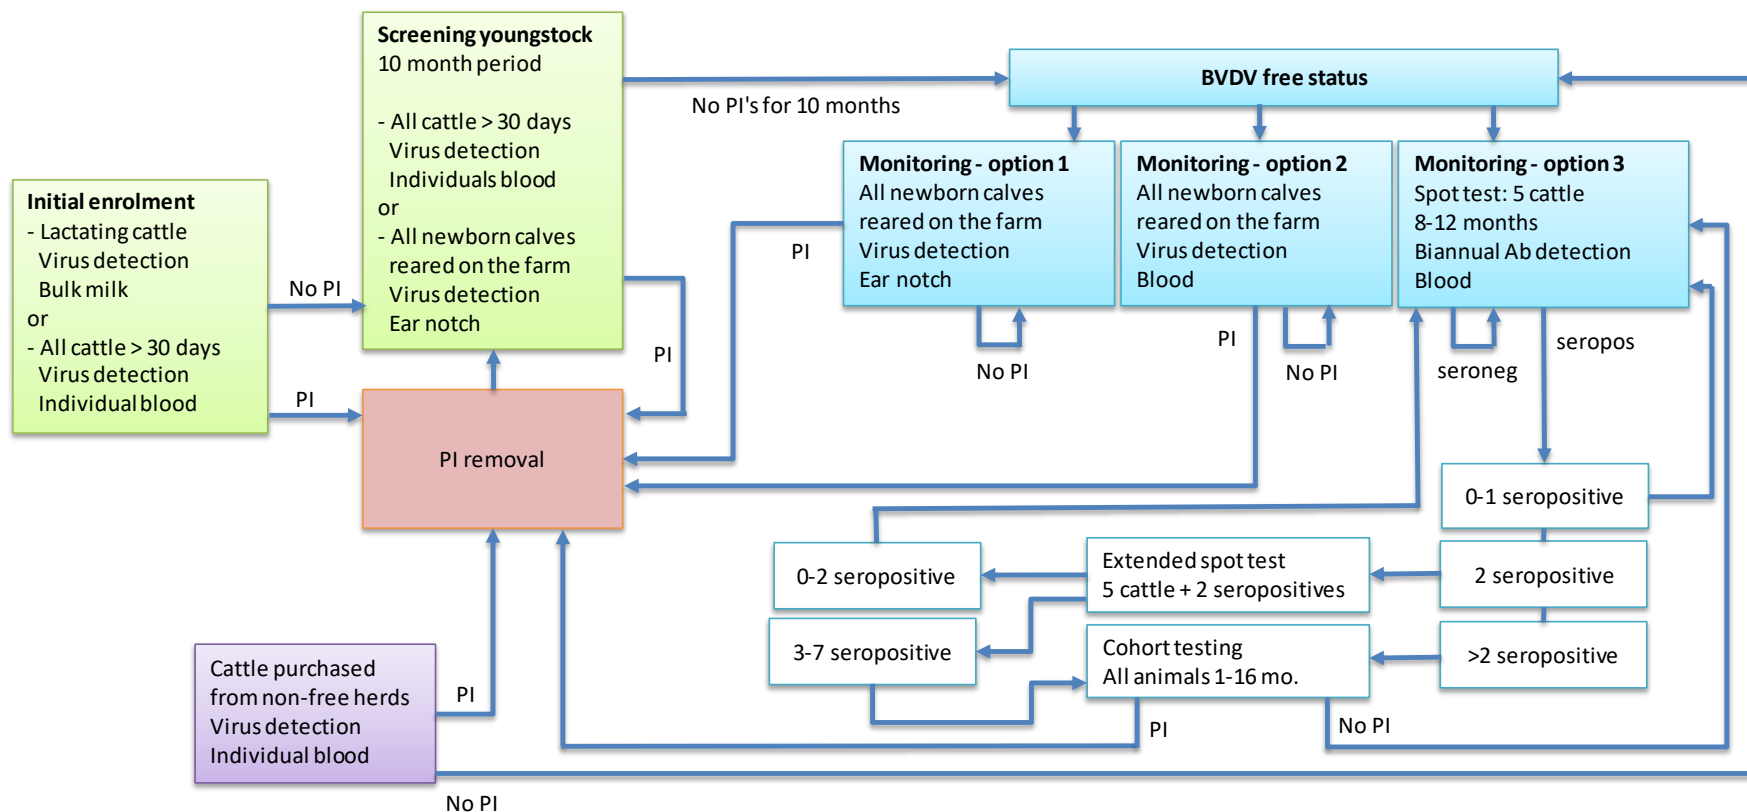 Screening youngstock
10 month period
- All cattle > 30 days
Virus detection
Individuals blood
or
- All newborn calves
reared on the farm
Virus detection
Ear notch
Initial enrolment
- Lactating cattle
Virus detection
Bulk milk
or
- All cattle > 30 days
Virus detection
Individual blood
No PI
PI
PI
No PI's for 10 months
BVDV free status
Monitoring - option 1
All newborn calves
reared on the farm
Virus detection
Ear notch
Monitoring - option 2
All newborn calves
reared on the farm
Virus detection
Blood
Monitoring - option 3
Spot test: 5 cattle
8-12 months
Biannual Ab detection
Blood
PI
No PI
PI
No PI
seroneg
seropos
PI removal
0-1 seropositive
2 seropositive
>2 seropositive
Extended spot test
5 cattle + 2 seropositives
0-2 seropositive
3-7 seropositive
Cohort testing
All animals 1-16 mo.
PI
No PI
Cattle purchased
from non-free herds
Virus detection
Individual blood
PI
No PI